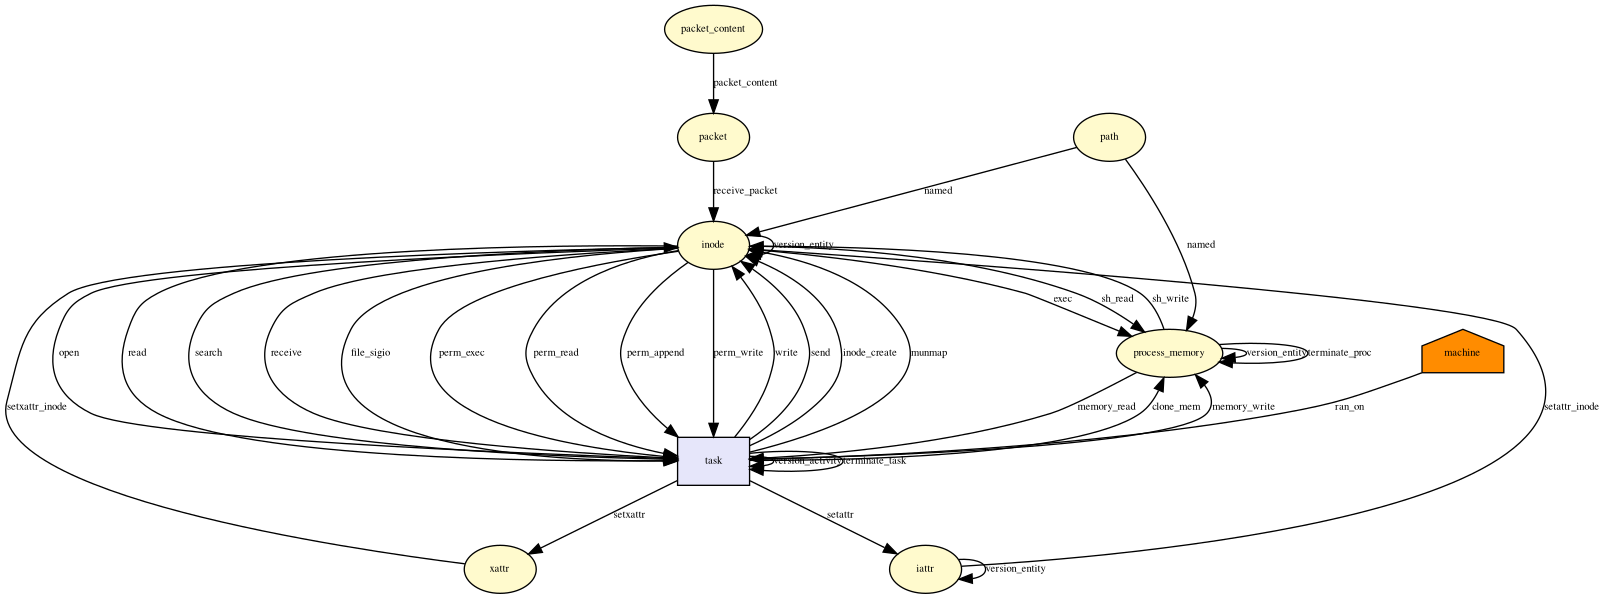 packet_content
packet_content
packet
path
receive_packet
named
inode
version_entity
named
exec
sh_read
sh_write
open
read
search
receive
file_sigio
perm_exec
perm_read
perm_append
perm_write
write
send
inode_create
munmap
process_memory
version_entity
terminate_proc
machine
setxattr_inode
memory_read
clone_mem
memory_write
ran_on
setattr_inode
task
version_activity
terminate_task
setxattr
setattr
xattr
iattr
version_entity